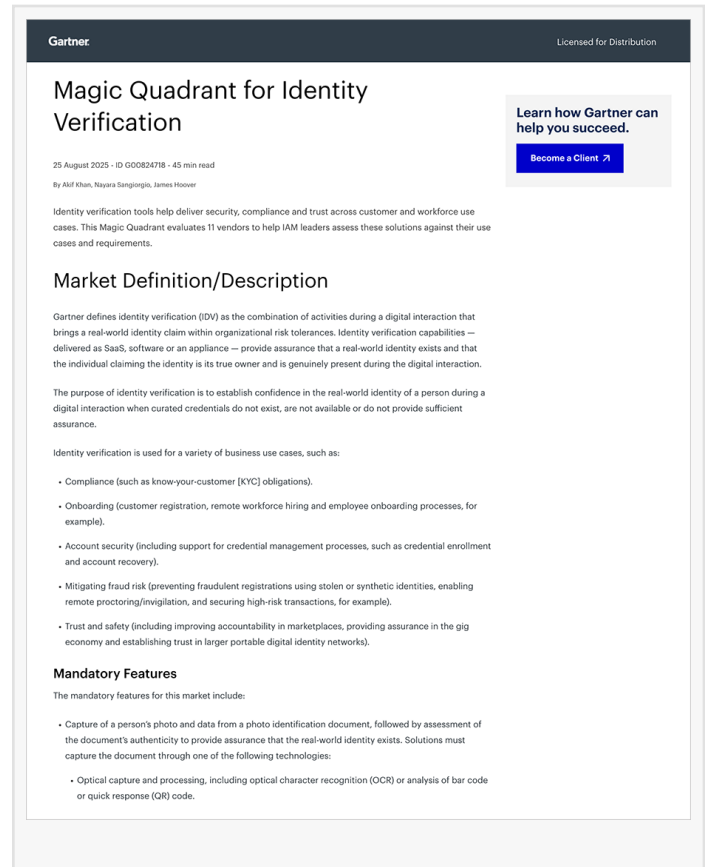 Gartner
Licensed for Distribution
Magic Quadrant for Identity
Verification
25 August 2025 - ID G00824718 - 45 min read
By Akif Khan, Nayara Sangiorgio, James Hoover
Identity verification tools help deliver security, compliance and trust across customer and workforce use
cases. This Magic Quadrant evaluates 11 vendors to help IAM leaders assess these solutions against their use
cases and requirements.
Learn how Gartner can
help you succeed.
Become a Client ↗
Market Definition/Description
Gartner defines identity verification (IDV) as the combination of activities during a digital interaction that
brings a real-world identity claim within organizational risk tolerances. Identity verification capabilities —
delivered as SaaS, software or an appliance — provide assurance that a real-world identity exists and that
the individual claiming the identity is its true owner and is genuinely present during the digital interaction.
The purpose of identity verification is to establish confidence in the real-world identity of a person during a
digital interaction when curated credentials do not exist, are not available or do not provide sufficient
assurance.
Identity verification is used for a variety of business use cases, such as:
• Compliance (such as know-your-customer [KYC] obligations).
• Onboarding (customer registration, remote workforce hiring and employee onboarding processes, for
example).
• Account security (including support for credential management processes, such as credential enrollment
and account recovery).
• Mitigating fraud risk (preventing fraudulent registrations using stolen or synthetic identities, enabling
remote proctoring/invigilation, and securing high-risk transactions, for example).
• Trust and safety (including improving accountability in marketplaces, providing assurance in the gig
economy and establishing trust in larger portable digital identity networks).
Mandatory Features
The mandatory features for this market include:
• Capture of a person's photo and data from a photo identification document, followed by assessment of
the document's authenticity to provide assurance that the real-world identity exists. Solutions must
capture the document through one of the following technologies:
• Optical capture and processing, including optical character recognition (OCR) or analysis of bar code
or quick response (QR) code.